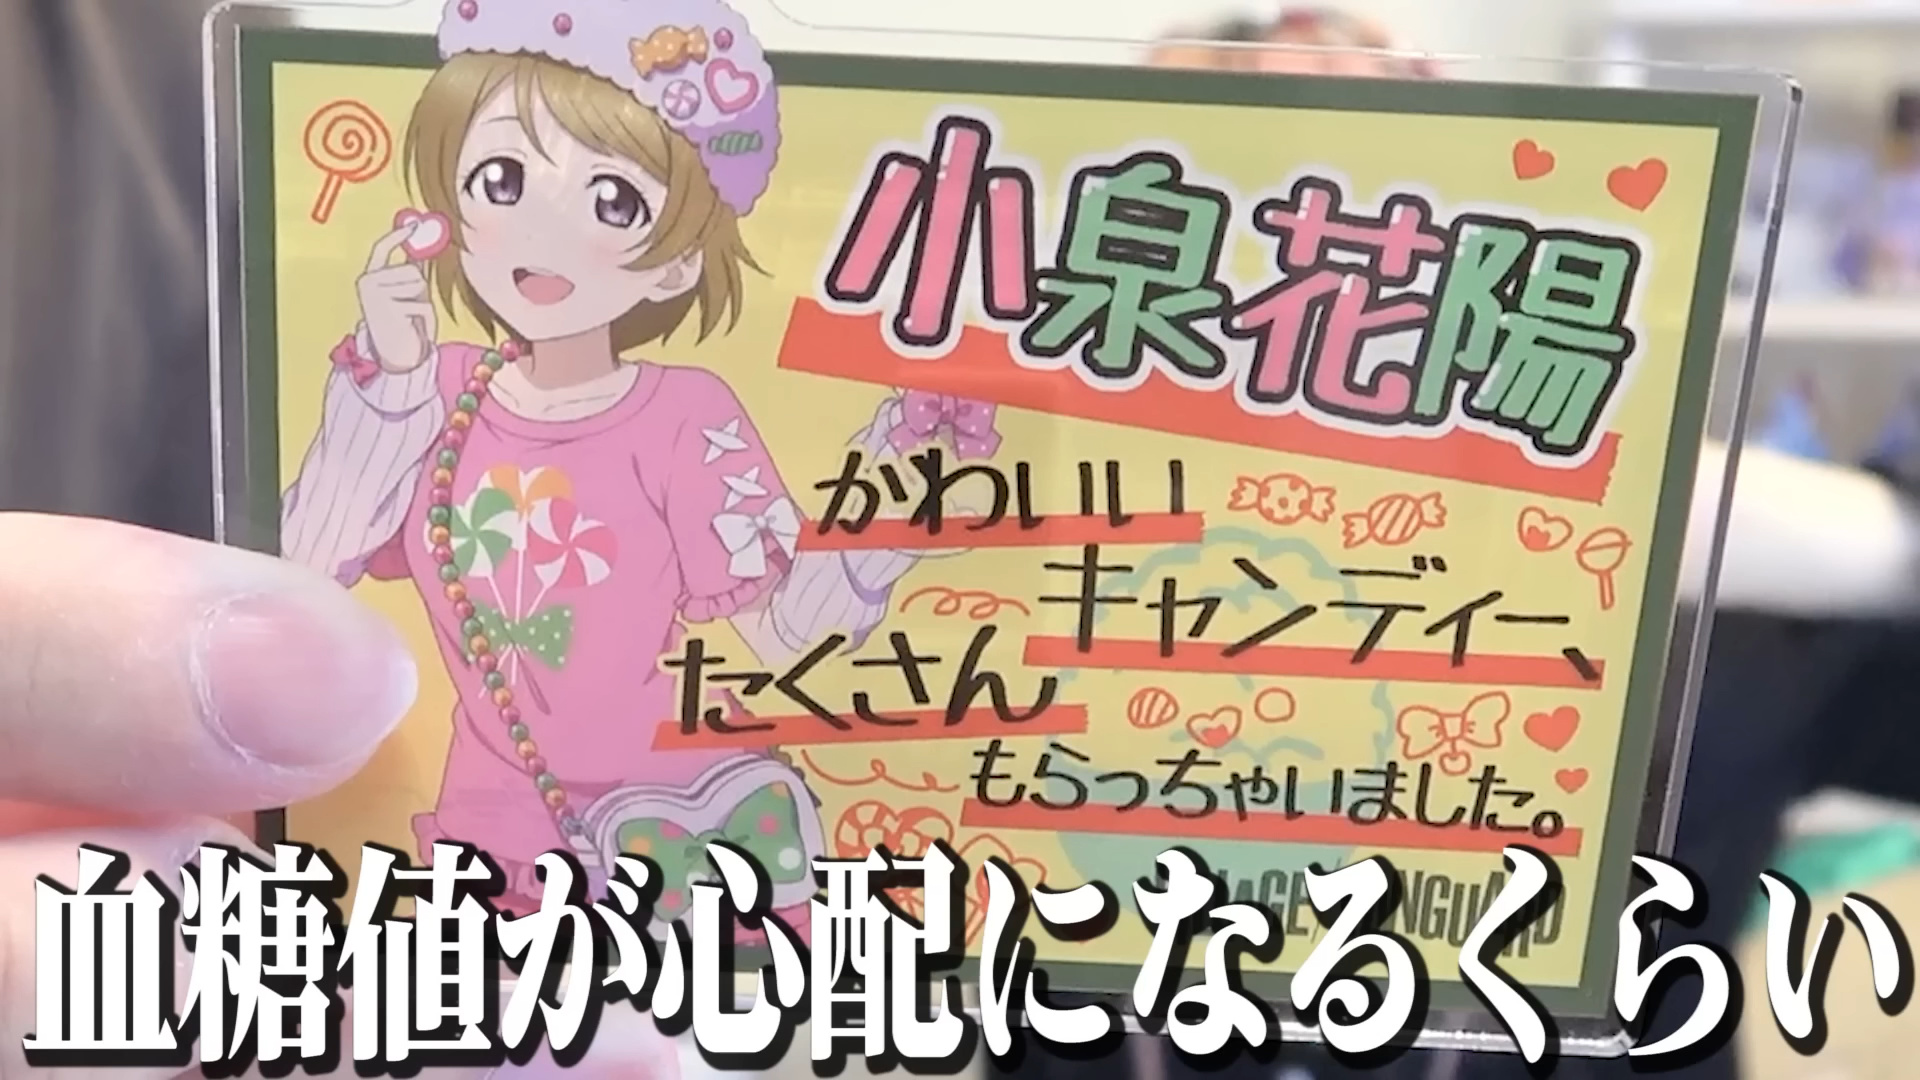 小泉花陽
かわいい
キャンディー、
たくさん
もらっちゃいました。
血糖値が心配になるくらい